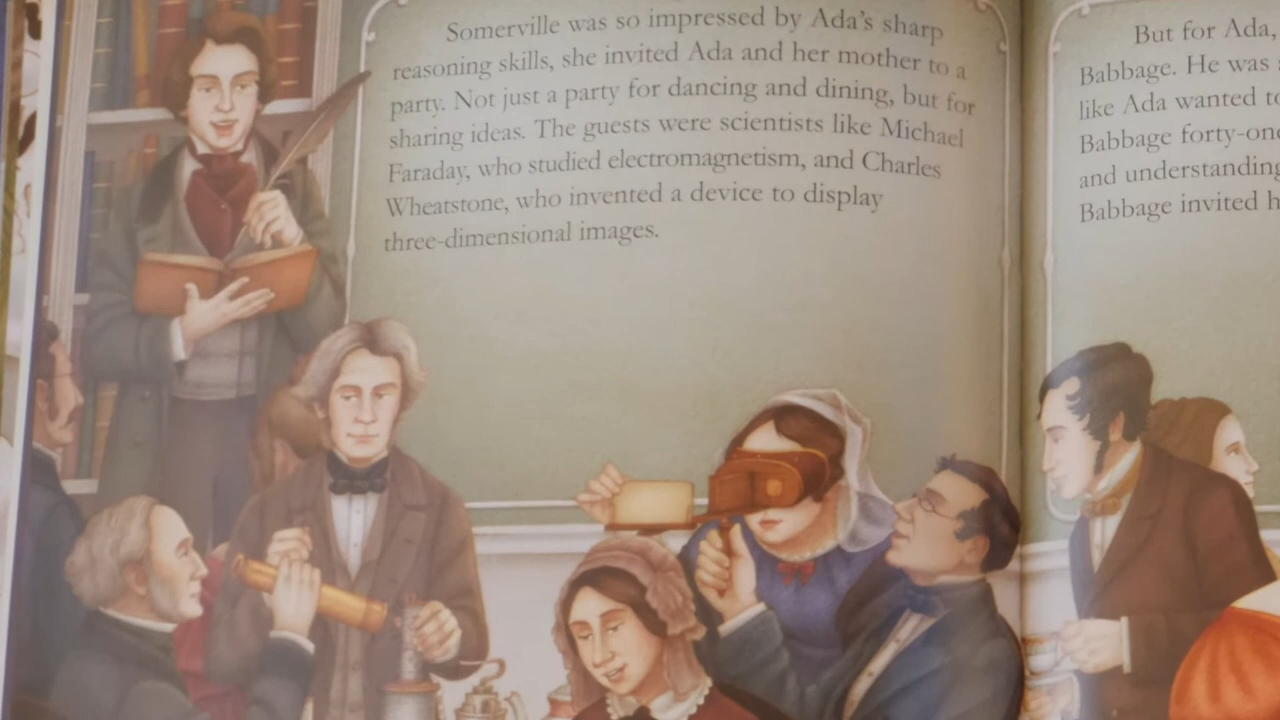 Somerville was so impressed by Ada's sharp
reasoning skills, she invited Ada and her mother to a
party. Not just a party for dancing and dining, but for
sharing ideas. The guests were scientists like Michael
Faraday, who studied electromagnetism, and Charles
Wheatstone, who invented a device to display
three-dimensional images.
But for Ada,
Babbage. He was
like Ada wanted
Babbage
and understanding
Babbage invited